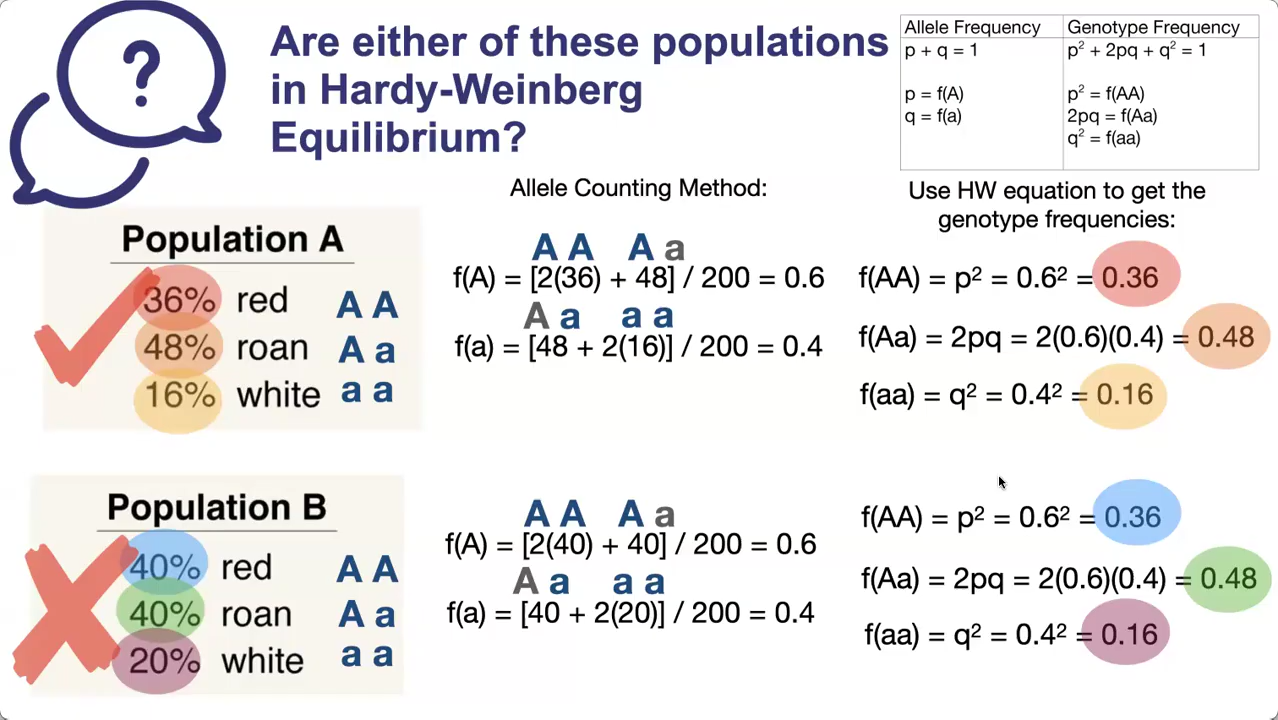 ?
Are either of these populations
in Hardy-Weinberg
Equilibrium?
Allele Frequency Genotype Frequency
p + q = 1 p² + 2pq + q² = 1
p = f(A) p² = f(AA)
q = f(a) 2pq = f(Aa)
q² = f(aa)
Allele Counting Method:
Use HW equation to get the
genotype frequencies:
Population A
36% red A A
48% roan A a
16% white a a
A A A a
f(A) = [2(36) + 48] / 200 = 0.6
A a a a
f(a) = [48 + 2(16)] / 200 = 0.4
f(AA) = p² = 0.6² = 0.36
f(Aa) = 2pq = 2(0.6)(0.4) = 0.48
f(aa) = q² = 0.4² = 0.16
Population B
40% red A A
40% roan A a
20% white a a
A A A a
f(A) = [2(40) + 40] / 200 = 0.6
A a a a
f(a) = [40 + 2(20)] / 200 = 0.4
f(AA) = p² = 0.6² = 0.36
f(Aa) = 2pq = 2(0.6)(0.4) = 0.48
f(aa) = q² = 0.4² = 0.16